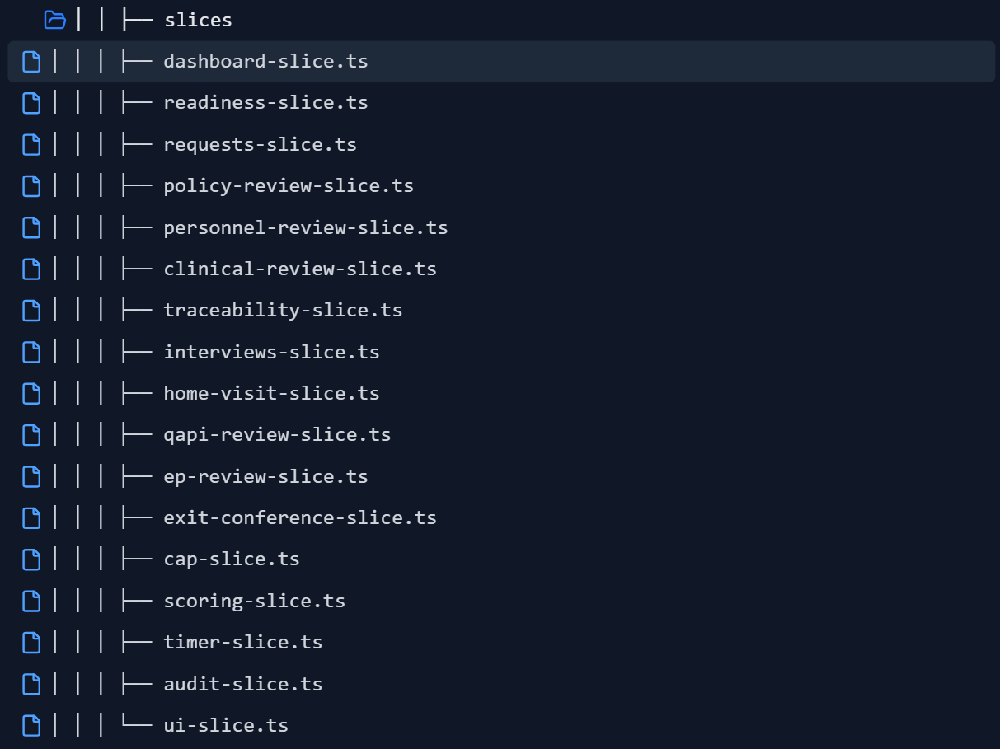 │ │ ├── slices
│ │ │ ├── dashboard-slice.ts
│ │ │ ├── readiness-slice.ts
│ │ │ ├── requests-slice.ts
│ │ │ ├── policy-review-slice.ts
│ │ │ ├── personnel-review-slice.ts
│ │ │ ├── clinical-review-slice.ts
│ │ │ ├── traceability-slice.ts
│ │ │ ├── interviews-slice.ts
│ │ │ ├── home-visit-slice.ts
│ │ │ ├── qapi-review-slice.ts
│ │ │ ├── ep-review-slice.ts
│ │ │ ├── exit-conference-slice.ts
│ │ │ ├── cap-slice.ts
│ │ │ ├── scoring-slice.ts
│ │ │ ├── timer-slice.ts
│ │ │ ├── audit-slice.ts
│ │ │ └── ui-slice.ts